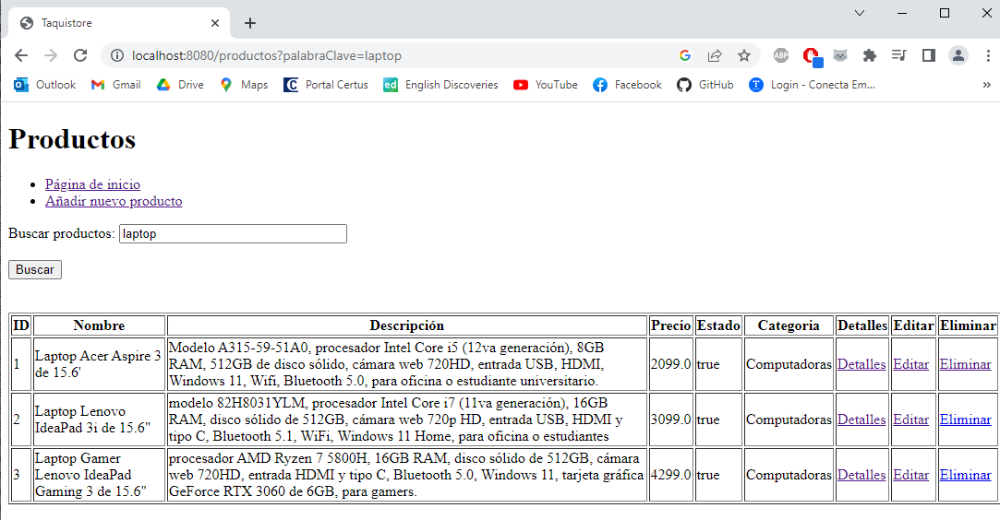 Taquistore
localhost:8080/productos?palabraClave=laptop
ABP
Outlook Gmail Drive Maps Portal Certus ed English Discoveries YouTube Facebook GitHub T Login - Conecta Em... »
Productos
Página de inicio
Añadir nuevo producto
Buscar productos: laptop
Buscar
ID Nombre Descripción Precio Estado Categoria Detalles Editar Eliminar
1 Laptop Acer Aspire 3
de 15.6'
Modelo A315-59-51A0, procesador Intel Core i5 (12va generación), 8GB
RAM, 512GB de disco sólido, cámara web 720HD, entrada USB, HDMI,
Windows 11, Wifi, Bluetooth 5.0, para oficina o estudiante universitario.
2099.0 true Computadoras Detalles Editar Eliminar
2 Laptop Lenovo
IdeaPad 3i de 15.6"
modelo 82H8031YLM, procesador Intel Core i7 (11va generación), 16GB
RAM, disco sólido de 512GB, cámara web 720p HD, entrada USB, HDMI y
tipo C, Bluetooth 5.1, WiFi, Windows 11 Home, para oficina o estudiantes
3099.0 true Computadoras Detalles Editar Eliminar
3 Laptop Gamer
Lenovo IdeaPad
Gaming 3 de 15.6"
procesador AMD Ryzen 7 5800H, 16GB RAM, disco sólido de 512GB, cámara
web 720HD, entrada HDMI y tipo C, Bluetooth 5.0, Windows 11, tarjeta gráfica
GeForce RTX 3060 de 6GB, para gamers.
4299.0 true Computadoras Detalles Editar Eliminar